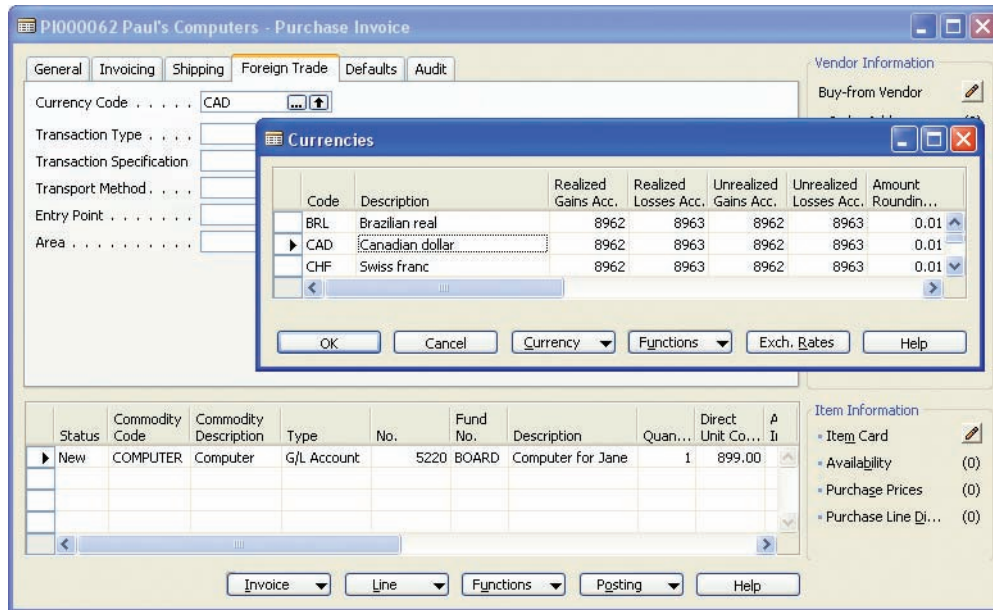 PI000062 Paul's Computers - Purchase Invoice
General Invoicing Shipping Foreign Trade Defaults Audit
Currency Code . . . . . CAD
Transaction Type . . . .
Transaction Specification
Transport Method . . . .
Entry Point . . . . . . .
Area . . . . . . . . . .
Vendor Information
Buy-from Vendor
Currencies
Code Description Realized Gains Acc. Realized Losses Acc. Unrealized Gains Acc. Unrealized Losses Acc. Amount Roundin...
BRL Brazilian real 8962 8963 8962 8963 0.01
CAD Canadian dollar 8962 8963 8962 8963 0.01
CHF Swiss franc 8962 8963 8962 8963 0.01
OK Cancel Currency Functions Exch. Rates Help
Status Commodity Code Commodity Description Type No. Fund No. Description Quan... Direct Unit Co...
New COMPUTER Computer G/L Account 5220 BOARD Computer for Jane 1 899.00
Item Information
Item Card
Availability (0)
Purchase Prices (0)
Purchase Line Di... (0)
Invoice Line Functions Posting Help